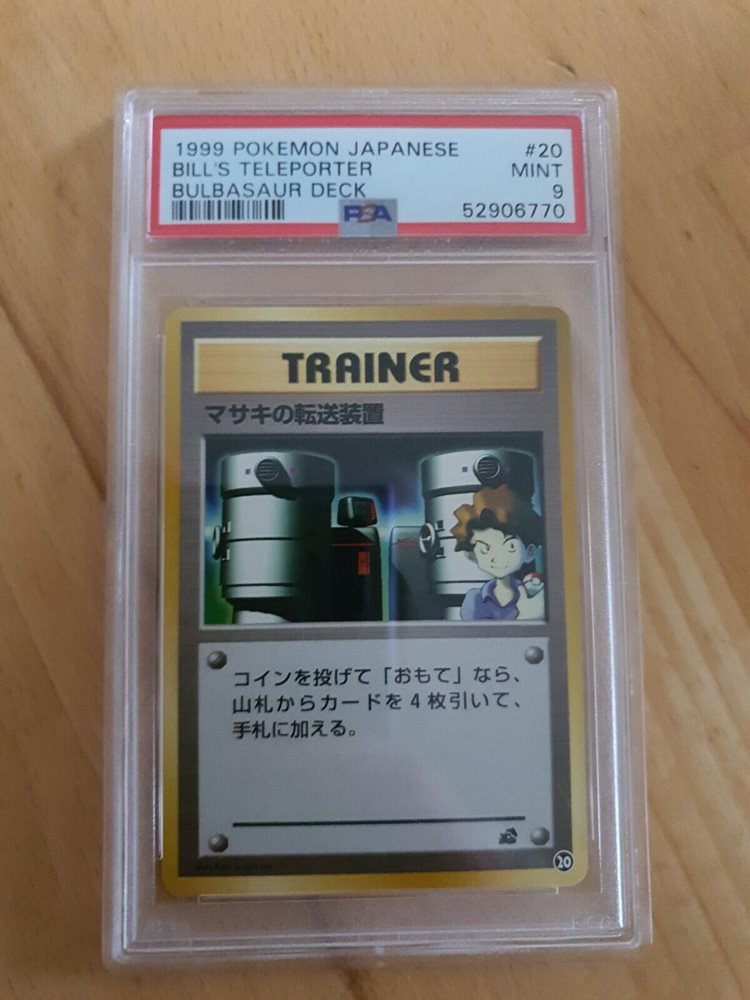 1999 POKEMON JAPANESE #20
BILL'S TELEPORTER MINT
BULBASAUR DECK 9
PSA 52906770
TRAINER
マサキの転送装置
コインを投げて「おもて」なら、
山札からカードを4枚引いて、
手札に加える。
20